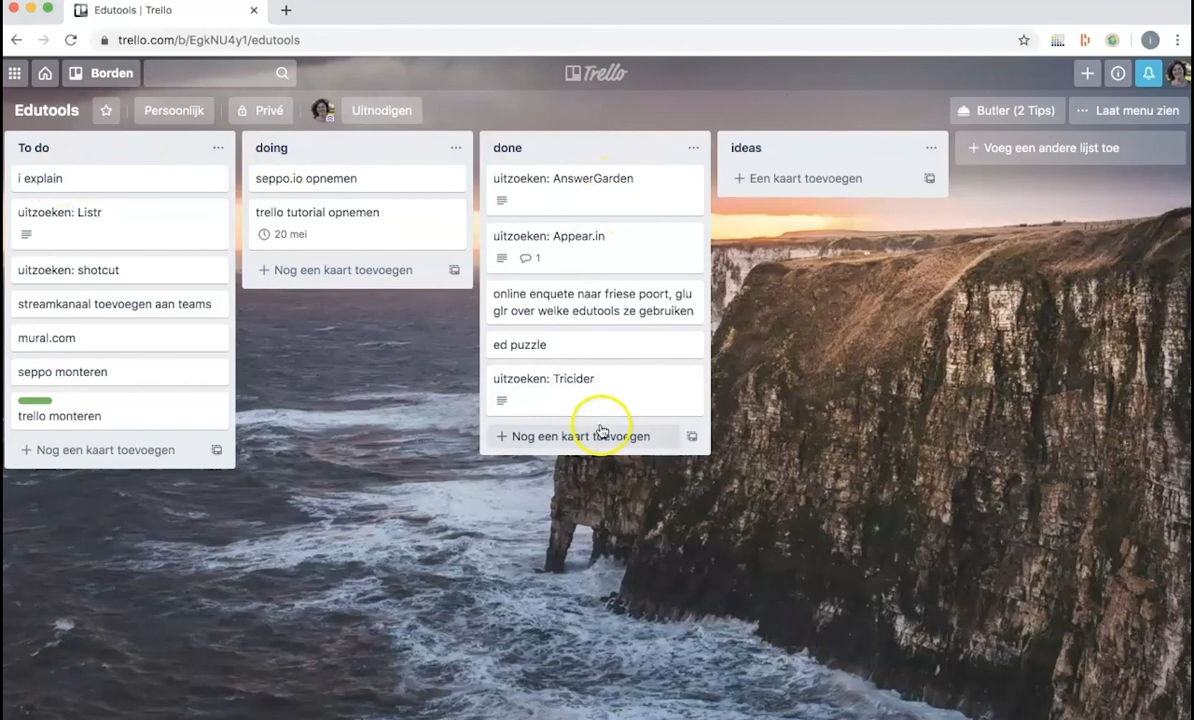 Edutools | Trello
trello.com/b/EgkNU4y1/edutools
i
Borden
Trello
Edutools
Persoonlijk
Privé
Uitnodigen
Butler (2 Tips)
Laat menu zien
To do
i explain
uitzoeken: Listr
uitzoeken: shotcut
streamkanaal toevoegen aan teams
mural.com
seppo monteren
trello monteren
Nog een kaart toevoegen
doing
seppo.io opnemen
trello tutorial opnemen
20 mei
Nog een kaart toevoegen
done
uitzoeken: AnswerGarden
uitzoeken: Appear.in
1
online enquete naar friese poort, glu
glr over welke edutools ze gebruiken
ed puzzle
uitzoeken: Tricider
Nog een kaart toevoegen
ideas
Een kaart toevoegen
Voeg een andere lijst toe